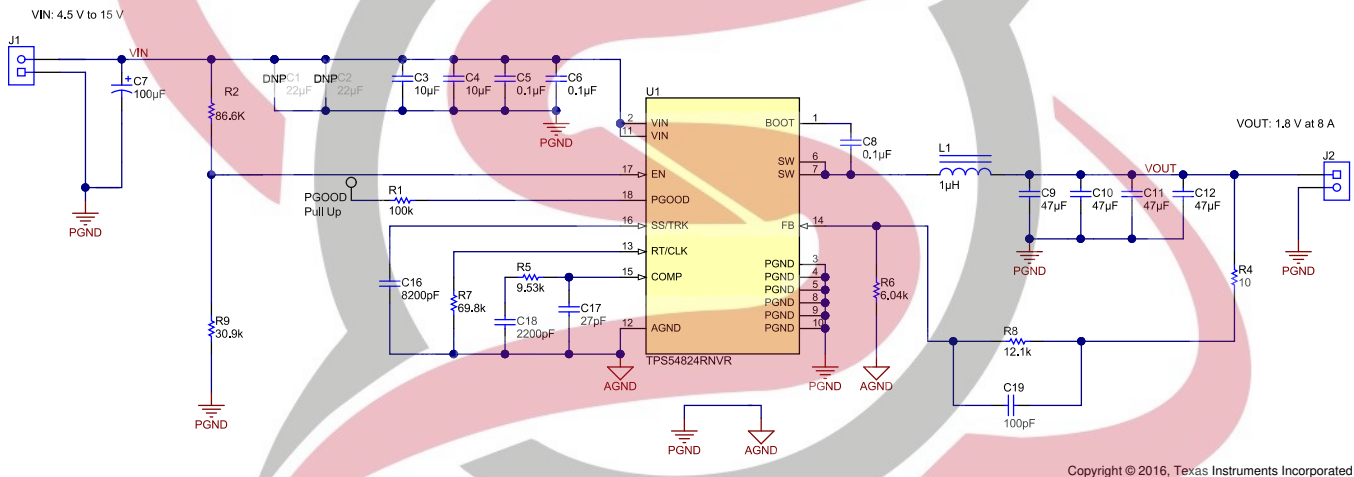 VIN: 4.5 V to 15 V
J1
VIN
C7
100µF
R2
86.6K
DNP C1
22µF
DNP C2
22µF
C3
10µF
C4
10µF
C5
0.1µF
C6
0.1µF
PGND
PGND
U1
2
VIN
11
VIN
17
EN
18
PGOOD
16
SS/TRK
13
RT/CLK
15
COMP
12
AGND
BOOT
1
SW
6
SW
7
FB
14
PGND
3
PGND
4
PGND
5
PGND
8
PGND
9
PGND
10
TPS54824RNVR
PGOOD
Pull Up
R1
100k
C16
8200pF
R7
69.8k
R5
9.53k
C18
2200pF
C17
27pF
AGND
R9
30.9k
PGND
C8
0.1µF
L1
1µH
VOUT: 1.8 V at 8 A
J2
VOUT
C9
47µF
C10
47µF
C11
47µF
C12
47µF
PGND
PGND
R4
10
R6
6.04k
R8
12.1k
C19
100pF
PGND
AGND
PGND
AGND
Copyright © 2016, Texas Instruments Incorporated